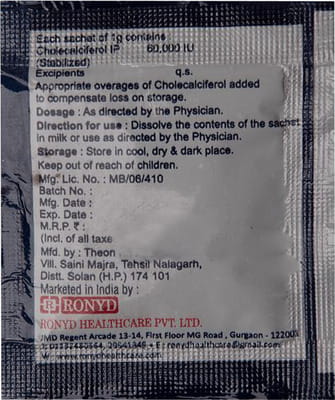 Each sachet of 1g contains
Cholecalciferol IP 60,000 IU
(Stabilized)
Excipients q.s.
Appropriate overages of Cholecalciferol added
to compensate loss on storage.
Dosage : As directed by the Physician.
Direction for use : Dissolve the contents of the sachet
in milk or use as directed by the Physician.
Storage : Store in cool, dry & dark place.
Keep out of reach of children.
Mfg. Lic. No. : MB/06/410
Batch No. :
Mfg. Date :
Exp. Date :
M.R.P. ₹ :
(Incl. of all taxe
Mfd. by : Theon
Vill. Saini Majra, Tehsil Nalagarh,
Distt. Solan (H.P.) 174 101
Marketed in India by :
R RONYD
RONYD HEALTHCARE PVT. LTD.
JMD Regent Arcade 13-14, First Floor MG Road , Gurgaon - 12200
E : ronydhealthcare@gmail.com
W : www.ronydhealthcare.com